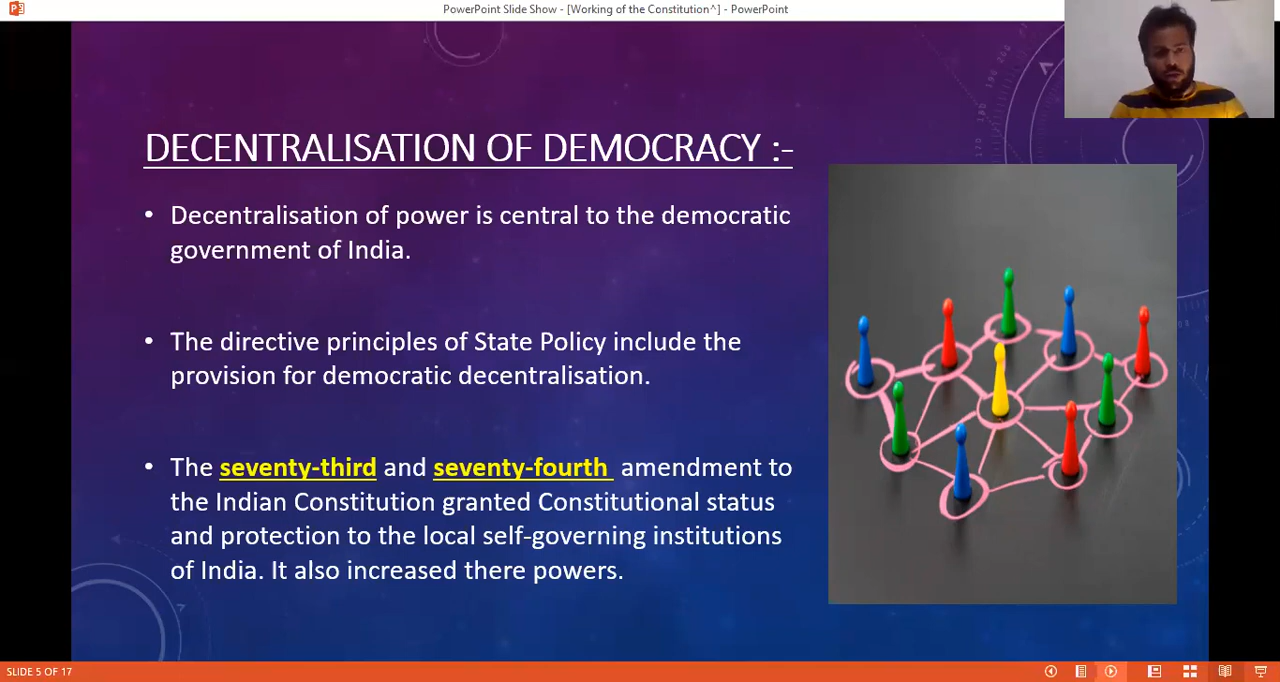 PowerPoint Slide Show - [Working of the Constitution^] - PowerPoint
DECENTRALISATION OF DEMOCRACY :-
• Decentralisation of power is central to the democratic
government of India.
• The directive principles of State Policy include the
provision for democratic decentralisation.
• The seventy-third and seventy-fourth amendment to
the Indian Constitution granted Constitutional status
and protection to the local self-governing institutions
of India. It also increased there powers.
SLIDE 5 OF 17